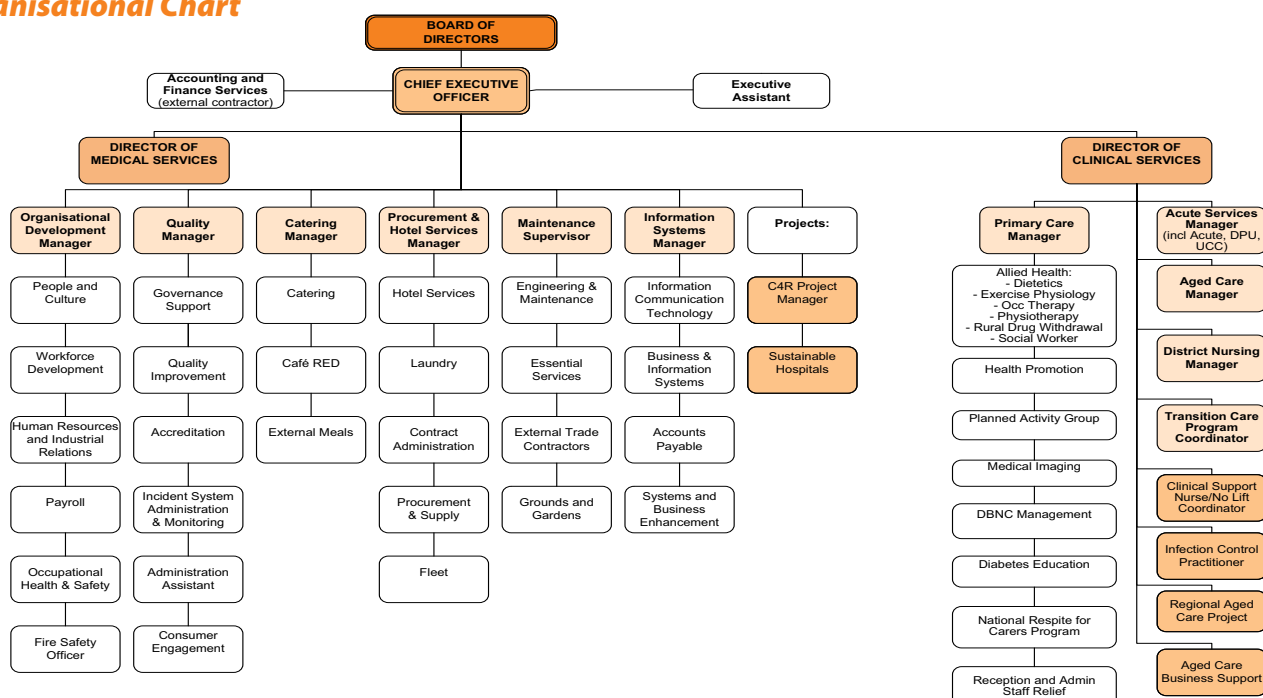 anisational Chart
BOARD OF
DIRECTORS
Accounting and
Finance Services
(external contractor)
CHIEF EXECUTIVE
OFFICER
Executive
Assistant
DIRECTOR OF
MEDICAL SERVICES
DIRECTOR OF
CLINICAL SERVICES
Organisational
Development
Manager
People and
Culture
Workforce
Development
Human Resources
and Industrial
Relations
Payroll
Occupational
Health & Safety
Fire Safety
Officer
Quality
Manager
Governance
Support
Quality
Improvement
Accreditation
Incident System
Administration
& Monitoring
Administration
Assistant
Consumer
Engagement
Catering
Manager
Catering
Café RED
External Meals
Procurement &
Hotel Services
Manager
Hotel Services
Laundry
Contract
Administration
Procurement
& Supply
Fleet
Maintenance
Supervisor
Engineering &
Maintenance
Essential
Services
External Trade
Contractors
Grounds and
Gardens
Information
Systems
Manager
Information
Communication
Technology
Business &
Information
Systems
Accounts
Payable
Systems and
Business
Enhancement
Projects:
C4R Project
Manager
Sustainable
Hospitals
Primary Care
Manager
Allied Health:
- Dietetics
- Exercise Physiology
- Occ Therapy
- Physiotherapy
- Rural Drug Withdrawal
- Social Worker
Health Promotion
Planned Activity Group
Medical Imaging
DBNC Management
Diabetes Education
National Respite for
Carers Program
Reception and Admin
Staff Relief
Acute Services
Manager
(incl Acute, DPU,
UCC)
Aged Care
Manager
District Nursing
Manager
Transition Care
Program
Coordinator
Clinical Support
Nurse/No Lift
Coordinator
Infection Control
Practitioner
Regional Aged
Care Project
Aged Care
Business Support